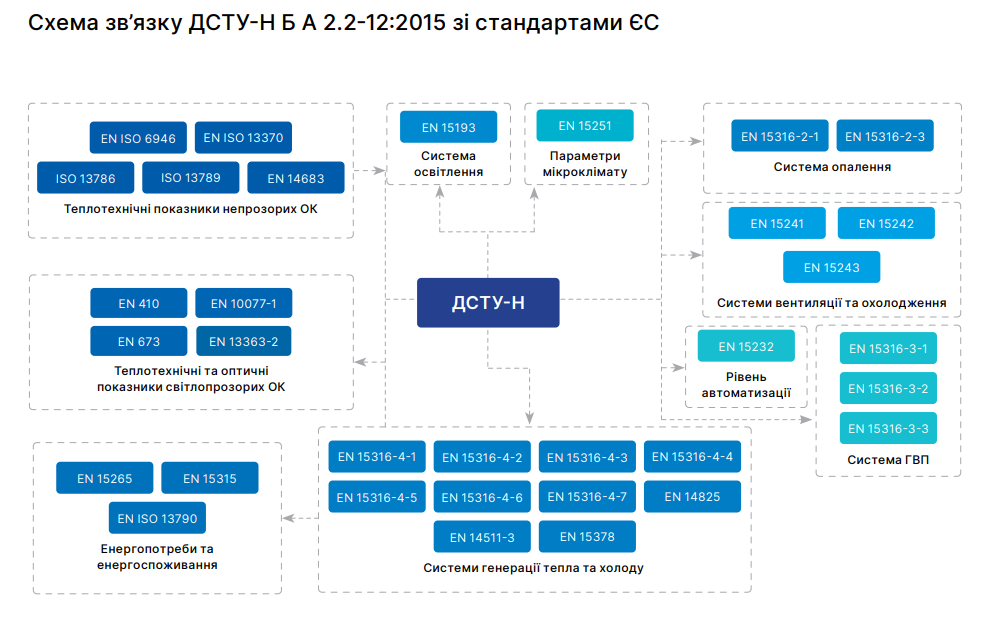 Схема зв’язку ДСТУ-Н Б А 2.2-12:2015 зі стандартами ЄС
EN ISO 6946
EN ISO 13370
ISO 13786
ISO 13789
EN 14683
Теплотехнічні показники непрозорих ОК
EN 15193
Система
освітлення
EN 15251
Параметри
мікроклімату
EN 15316-2-1
EN 15316-2-3
Система опалення
EN 15241
EN 15242
EN 15243
Системи вентиляції та охолодження
ДСТУ-Н
EN 410
EN 10077-1
EN 673
EN 13363-2
Теплотехнічні та оптичні
показники світлопрозорих ОК
EN 15232
Рівень
автоматизації
EN 15316-3-1
EN 15316-3-2
EN 15316-3-3
Система ГВП
EN 15265
EN 15315
EN ISO 13790
Енергопотреби та
енергоспоживання
EN 15316-4-1
EN 15316-4-2
EN 15316-4-3
EN 15316-4-4
EN 15316-4-5
EN 15316-4-6
EN 15316-4-7
EN 14825
EN 14511-3
EN 15378
Системи генерації тепла та холоду